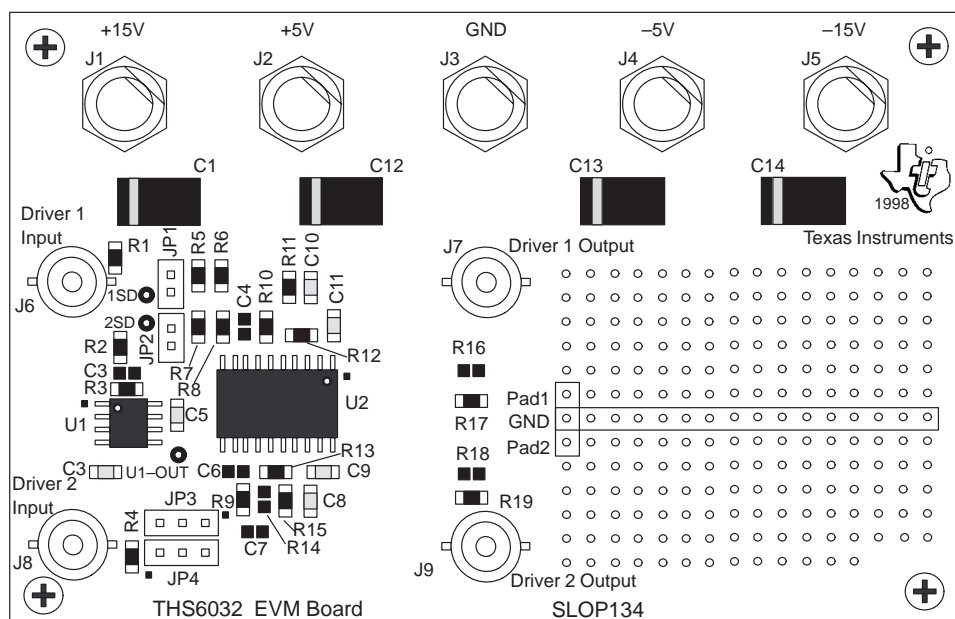 +15V
+5V
GND
–5V
–15V
J1
J2
J3
J4
J5
C1
C12
C13
C14
1998
Texas Instruments
Driver 1
Input
J6
R1
JP1
R5
R6
R11
C10
J7
Driver 1 Output
1SD
2SD
C4
R10
C11
R2
JP2
R12
R16
C3
R7
R3
R8
U1
C5
U2
Pad1
R17
GND
R18
Pad2
R13
C3
U1–OUT
C6
C9
Driver 2
Input
JP3
R9
C8
R19
R4
R15
C7
R14
J8
JP4
J9
Driver 2 Output
THS6032 EVM Board
SLOP134